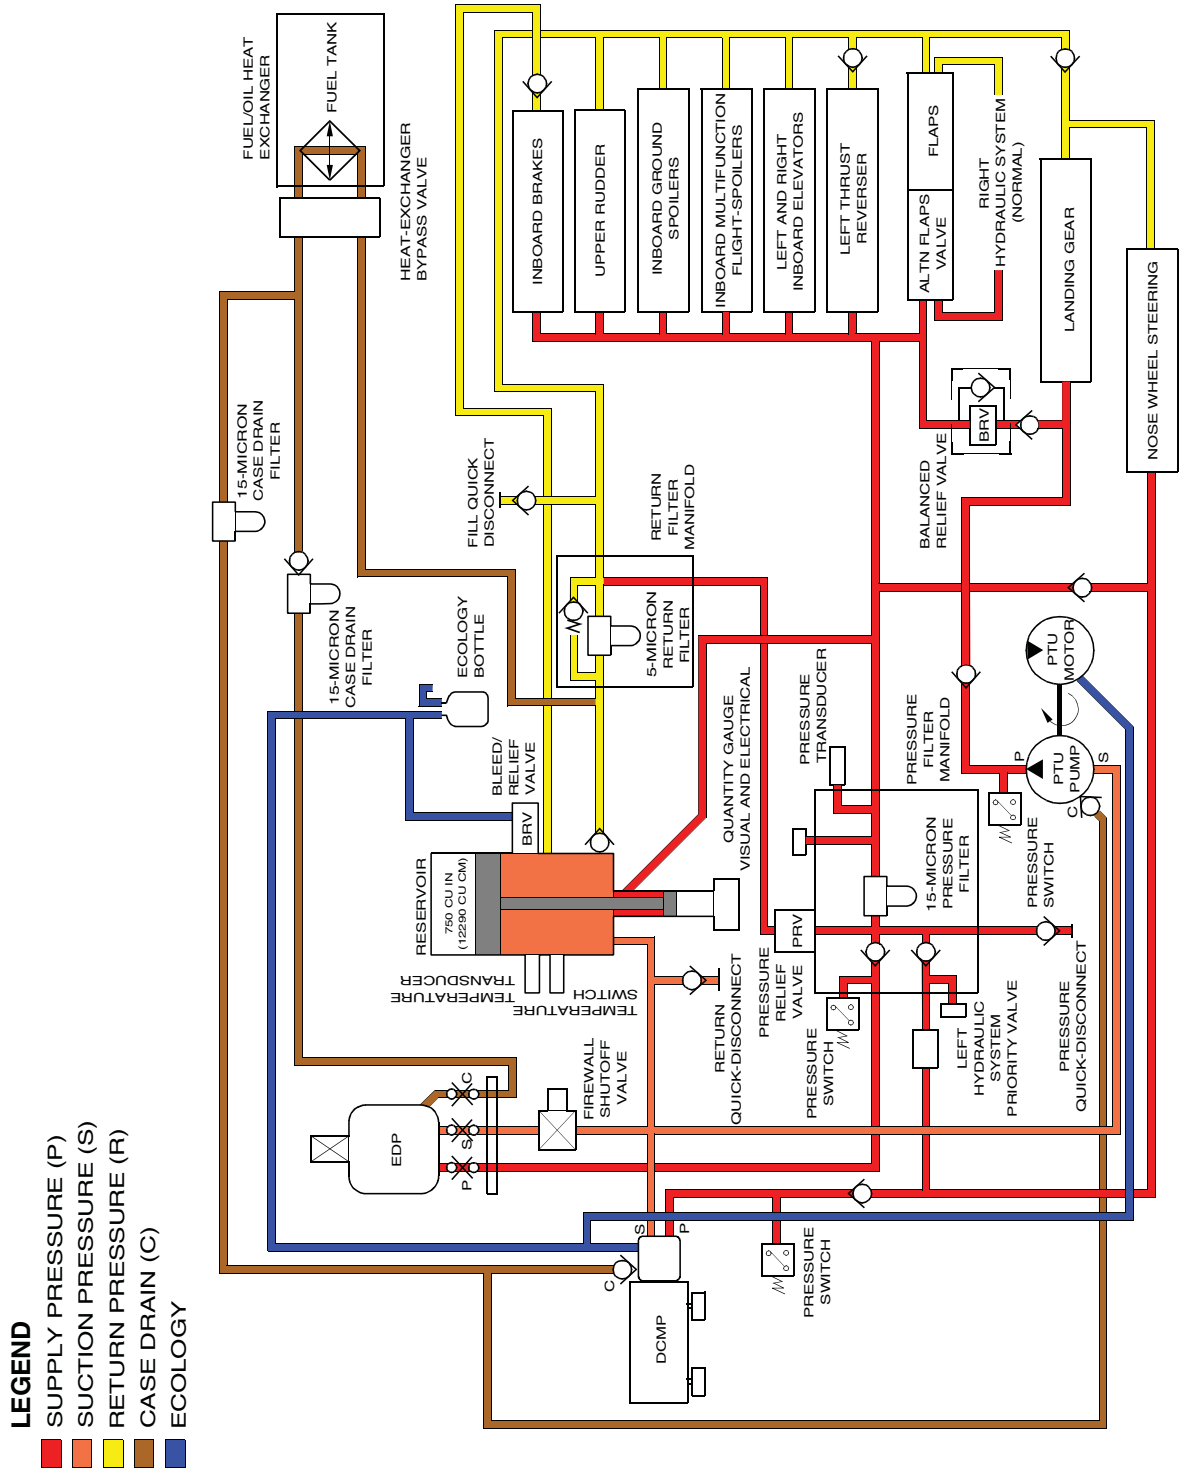 LEGEND
SUPPLY PRESSURE (P)
SUCTION PRESSURE (S)
RETURN PRESSURE (R)
CASE DRAIN (C)
ECOLOGY
FUEL/OIL HEAT
EXCHANGER
FUEL TANK
HEAT-EXCHANGER
BYPASS VALVE
15-MICRON
CASE DRAIN
FILTER
15-MICRON
CASE DRAIN
FILTER
ECOLOGY
BOTTLE
FILL QUICK
DISCONNECT
BLEED/
RELIEF
VALVE
BRV
RETURN
FILTER
MANIFOLD
5-MICRON
RETURN
FILTER
INBOARD BRAKES
UPPER RUDDER
INBOARD GROUND
SPOILERS
INBOARD MULTIFUNCTION
FLIGHT-SPOILERS
LEFT AND RIGHT
INBOARD ELEVATORS
LEFT THRUST
REVERSER
FLAPS
ALTN FLAPS
VALVE
RIGHT
HYDRAULIC SYSTEM
(NORMAL)
LANDING GEAR
NOSE WHEEL STEERING
BRV
BALANCED
RELIEF VALVE
RESERVOIR
750 CU IN
(12290 CU CM)
TEMPERATURE
TRANSDUCER
TEMPERATURE
SWITCH
QUANTITY GAUGE
VISUAL AND ELECTRICAL
PRESSURE
TRANSDUCER
PRESSURE
FILTER
MANIFOLD
15-MICRON
PRESSURE
FILTER
PTU
MOTOR
PTU
PUMP
P
S
C
PRESSURE
SWITCH
PRV
PRESSURE
RELIEF
VALVE
RETURN
QUICK-DISCONNECT
PRESSURE
SWITCH
LEFT
HYDRAULIC
SYSTEM
PRIORITY VALVE
PRESSURE
QUICK-DISCONNECT
FIREWALL
SHUTOFF
VALVE
EDP
C
S
P
DCMP
C
S
P
PRESSURE
SWITCH